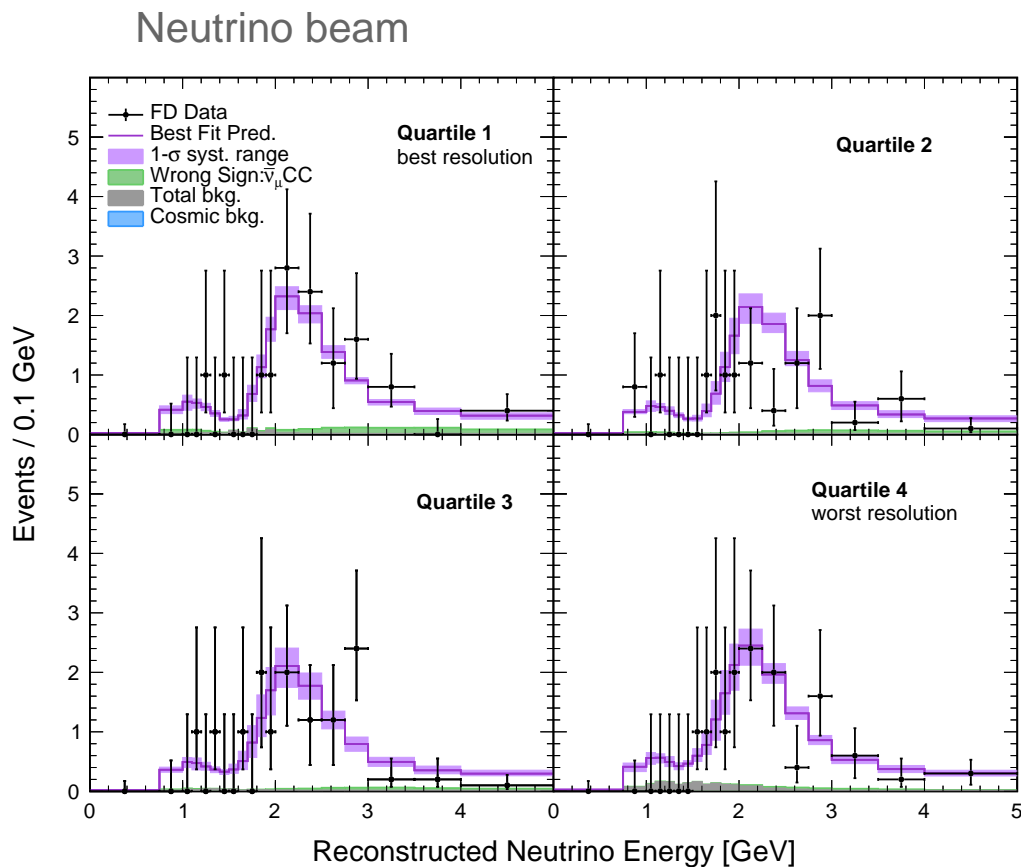 Neutrino beam
FD Data
Best Fit Pred.
1-σ syst. range
Wrong Sign:ν̄μCC
Total bkg.
Cosmic bkg.
Quartile 1
best resolution
Quartile 2
Quartile 3
Quartile 4
worst resolution
Events / 0.1 GeV
5
4
3
2
1
0
5
4
3
2
1
0
0 1 2 3 4 0 1 2 3 4 5
Reconstructed Neutrino Energy [GeV]